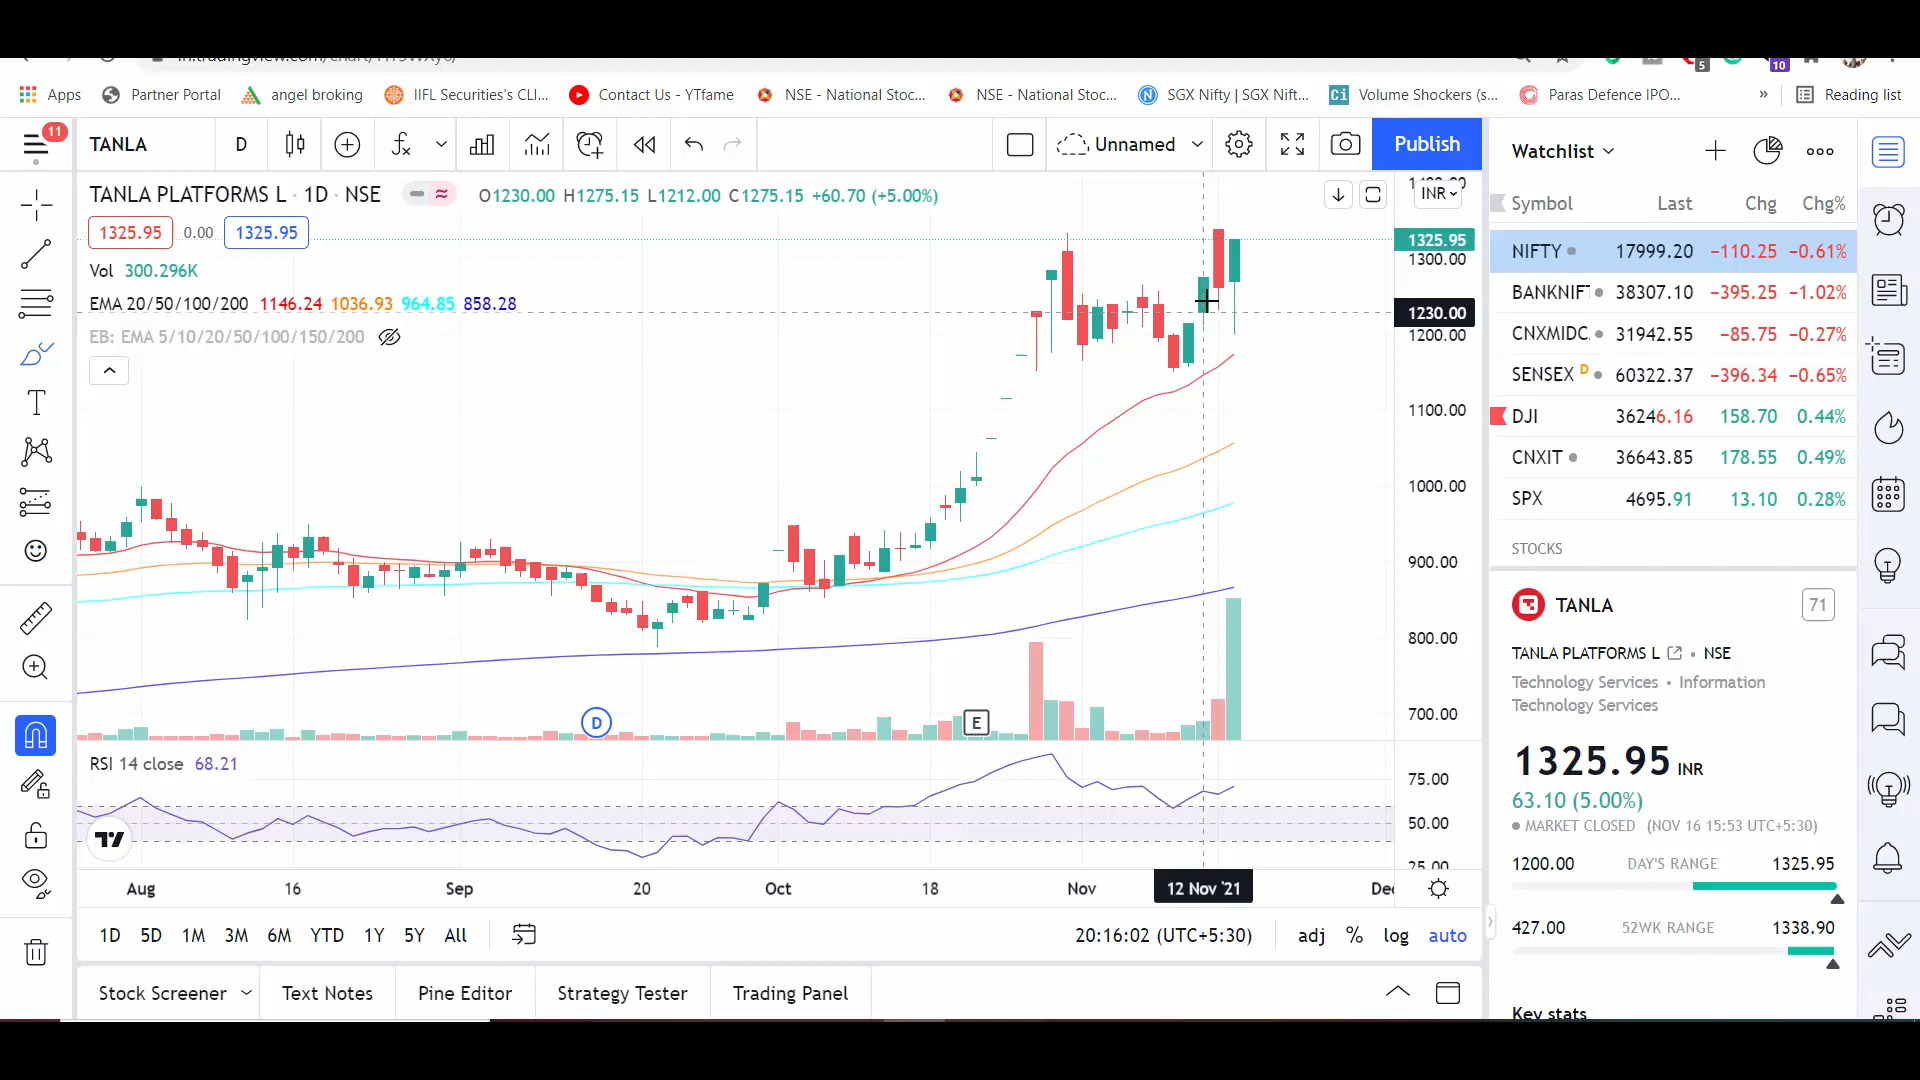 5
10
Apps
Partner Portal
angel broking
IIFL Securities's CLI...
Contact Us - YTfame
NSE - National Stoc...
NSE - National Stoc...
SGX Nifty | SGX Nift...
Volume Shockers (s...
Paras Defence IPO...
»
Reading list
11
TANLA
D
Unnamed
Publish
TANLA PLATFORMS L · 1D · NSE
O1230.00 H1275.15 L1212.00 C1275.15 +60.70 (+5.00%)
1325.95 0.00 1325.95
Vol 300.296K
EMA 20/50/100/200 1146.24 1036.93 964.85 858.28
EB: EMA 5/10/20/50/100/150/200
INR
1325.95
1300.00
1230.00
1200.00
1100.00
1000.00
900.00
800.00
700.00
D
E
RSI 14 close 68.21
75.00
50.00
25.00
Aug 16 Sep 20 Oct 18 Nov 12 Nov '21
1D 5D 1M 3M 6M YTD 1Y 5Y All
20:16:02 (UTC+5:30)
adj % log auto
Stock Screener Text Notes Pine Editor Strategy Tester Trading Panel
Watchlist
Symbol Last Chg Chg%
NIFTY 17999.20 −110.25 −0.61%
BANKNIFT 38307.10 −395.25 −1.02%
CNXMIDC. 31942.55 −85.75 −0.27%
SENSEX D 60322.37 −396.34 −0.65%
DJI 36246.16 158.70 0.44%
CNXIT 36643.85 178.55 0.49%
SPX 4695.91 13.10 0.28%
STOCKS
TANLA 71
TANLA PLATFORMS L • NSE
Technology Services • Information
Technology Services
1325.95 INR
63.10 (5.00%)
MARKET CLOSED (NOV 16 15:53 UTC+5:30)
1200.00 DAY'S RANGE 1325.95
427.00 52WK RANGE 1338.90
Key stats